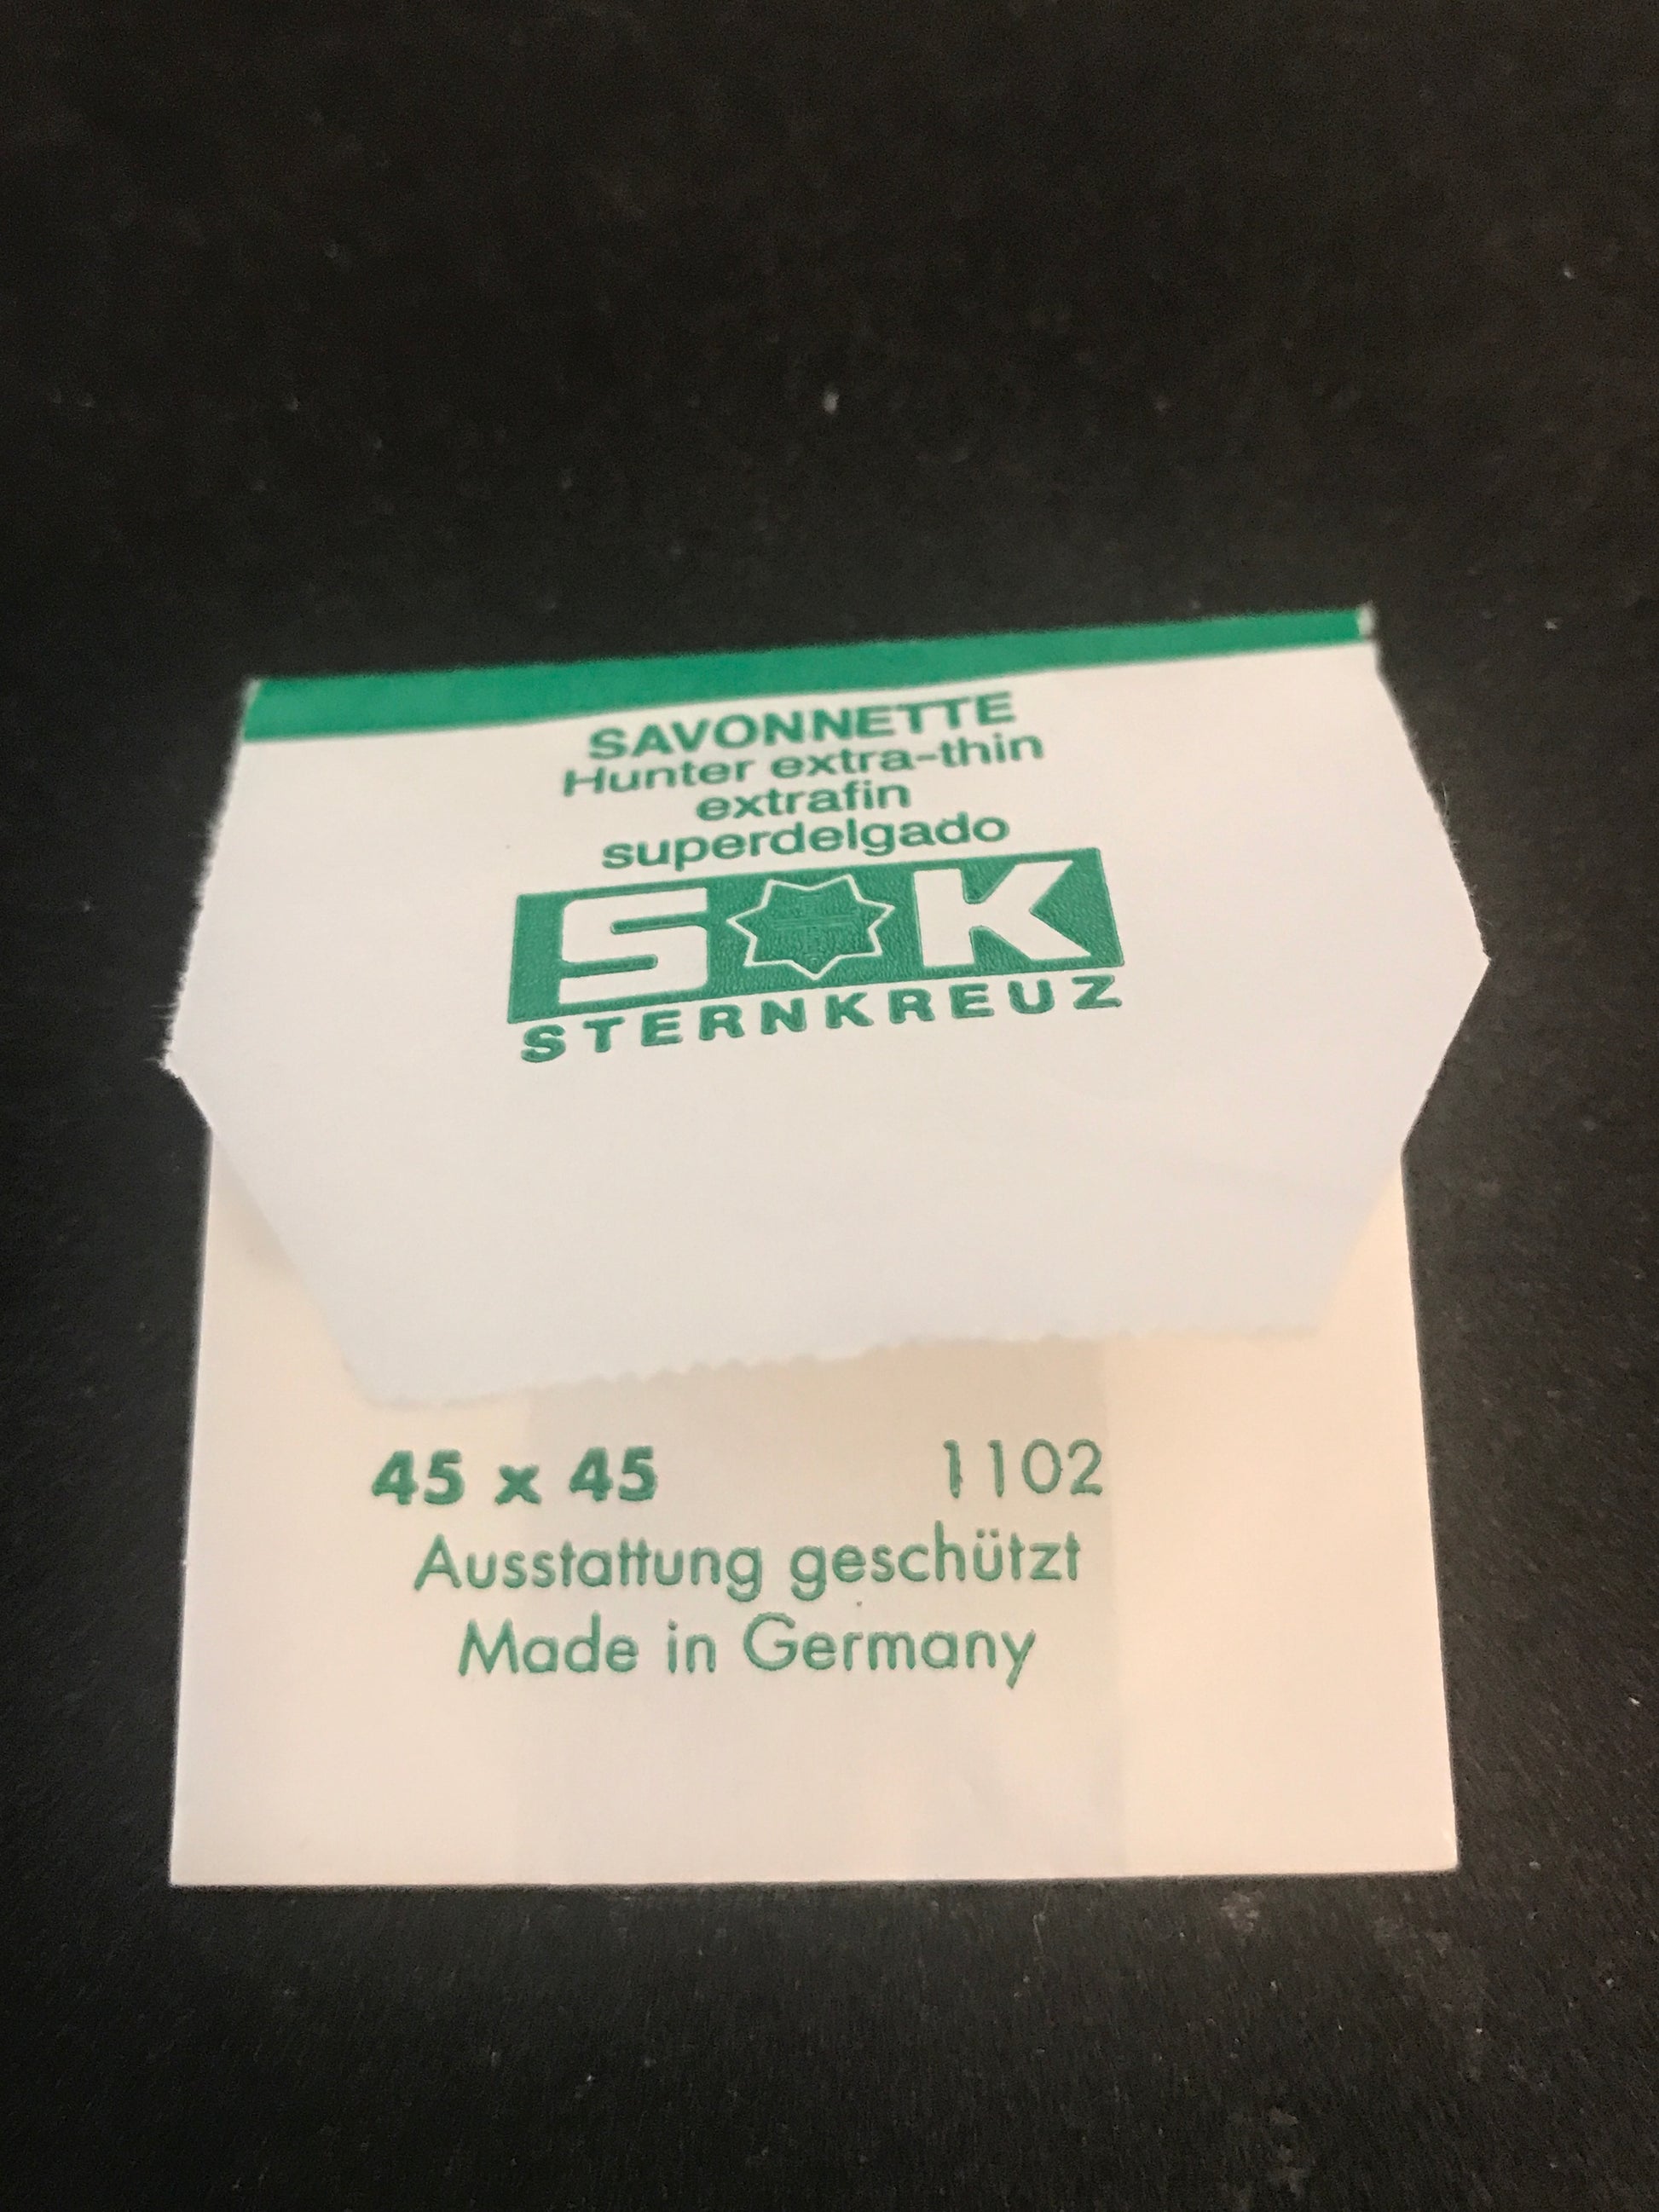 SAVONNETTE
Hunter extra-thin
extrafin
superdelgado
S K
STERNKREUZ
45 x 45 1102
Ausstattung geschützt
Made in Germany